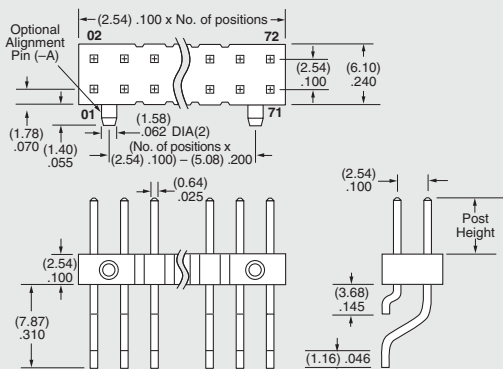 (2.54) .100 x No. of positions
Optional
Alignment
Pin (–A)
02
72
01
71
(2.54)
.100
(6.10)
.240
(1.78)
.070
(1.40)
.055
(1.58)
.062 DIA(2)
(No. of positions x
(2.54) .100) – (5.08) .200
(0.64)
.025
(2.54)
.100
(7.87)
.310
(2.54)
.100
Post
Height
(3.68)
.145
(1.16) .046